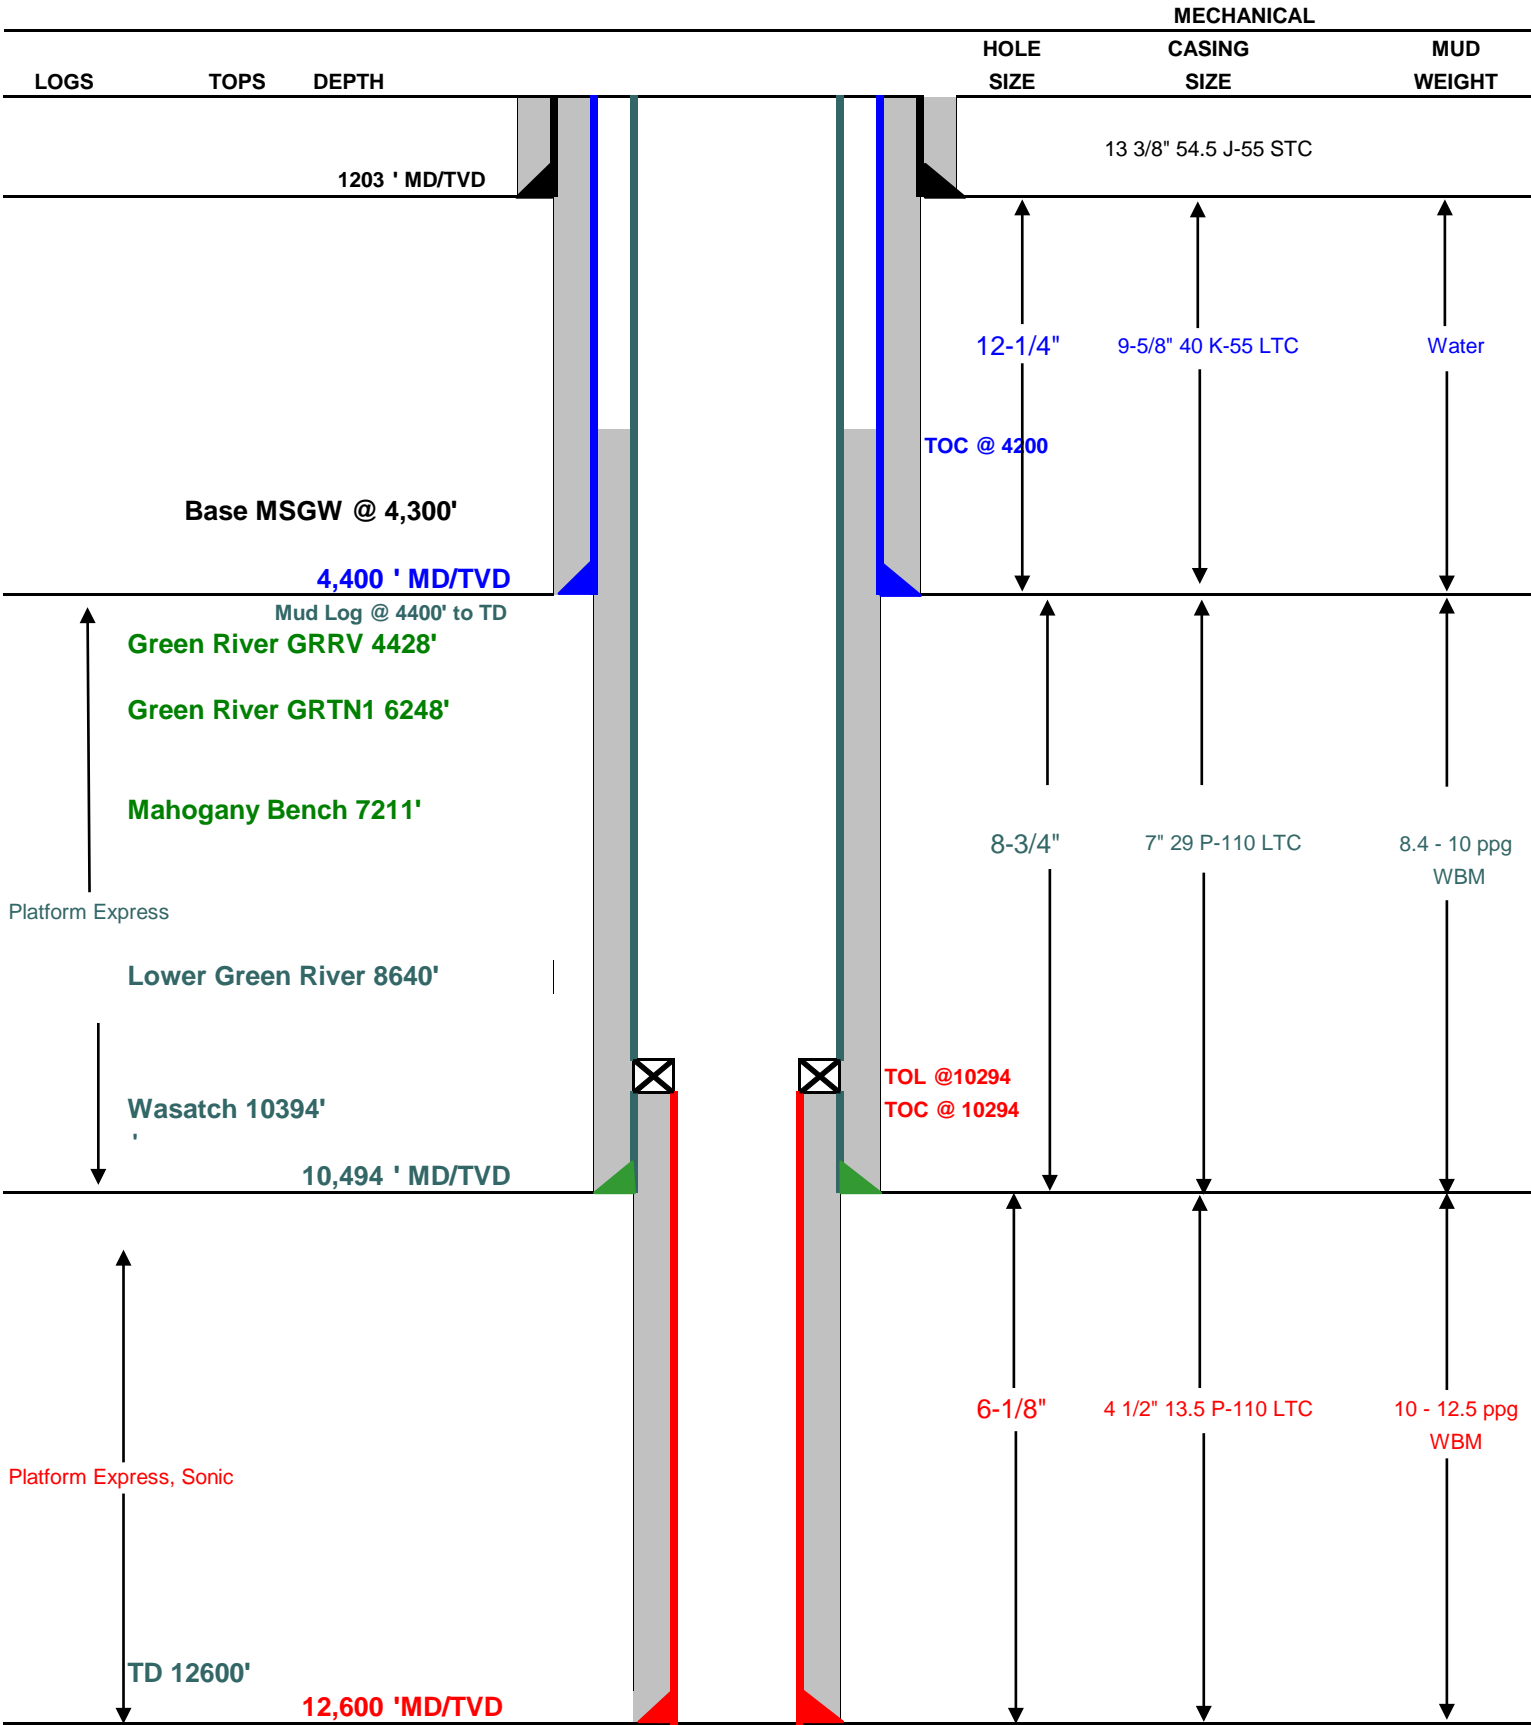 MECHANICAL
HOLE CASING MUD
LOGS TOPS DEPTH SIZE SIZE WEIGHT
13 3/8" 54.5 J-55 STC
1203 ' MD/TVD
12-1/4" 9-5/8" 40 K-55 LTC Water
TOC @ 4200
Base MSGW @ 4,300'
4,400 ' MD/TVD
Mud Log @ 4400' to TD
Green River GRRV 4428'
Green River GRTN1 6248'
Mahogany Bench 7211'
8-3/4" 7" 29 P-110 LTC 8.4 - 10 ppg
WBM
Platform Express
Lower Green River 8640'
TOL @10294
Wasatch 10394' TOC @ 10294
'
10,494 ' MD/TVD
6-1/8" 4 1/2" 13.5 P-110 LTC 10 - 12.5 ppg
WBM
Platform Express, Sonic
TD 12600'
12,600 'MD/TVD